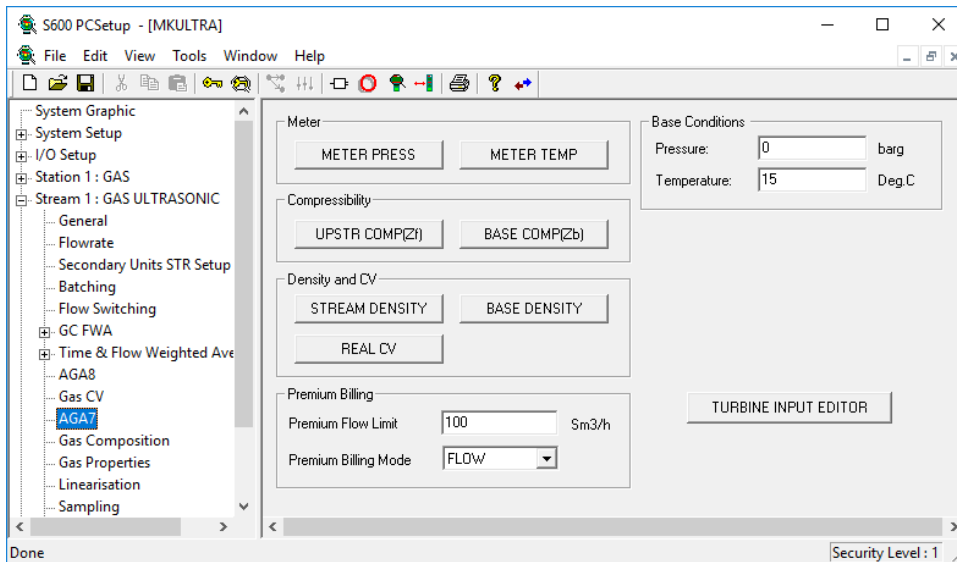 S600 PCSetup - [MKULTRA]
File Edit View Tools Window Help
System Graphic
System Setup
I/O Setup
Station 1 : GAS
Stream 1 : GAS ULTRASONIC
General
Flowrate
Secondary Units STR Setup
Batching
Flow Switching
GC FWA
Time & Flow Weighted Ave
AGA8
Gas CV
AGA7
Gas Composition
Gas Properties
Linearisation
Sampling
Meter
METER PRESS METER TEMP
Compressibility
UPSTR COMP(Zf) BASE COMP(Zb)
Density and CV
STREAM DENSITY BASE DENSITY
REAL CV
Premium Billing
Premium Flow Limit 100 Sm3/h
Premium Billing Mode FLOW
Base Conditions
Pressure: 0 barg
Temperature: 15 Deg.C
TURBINE INPUT EDITOR
Done Security Level : 1